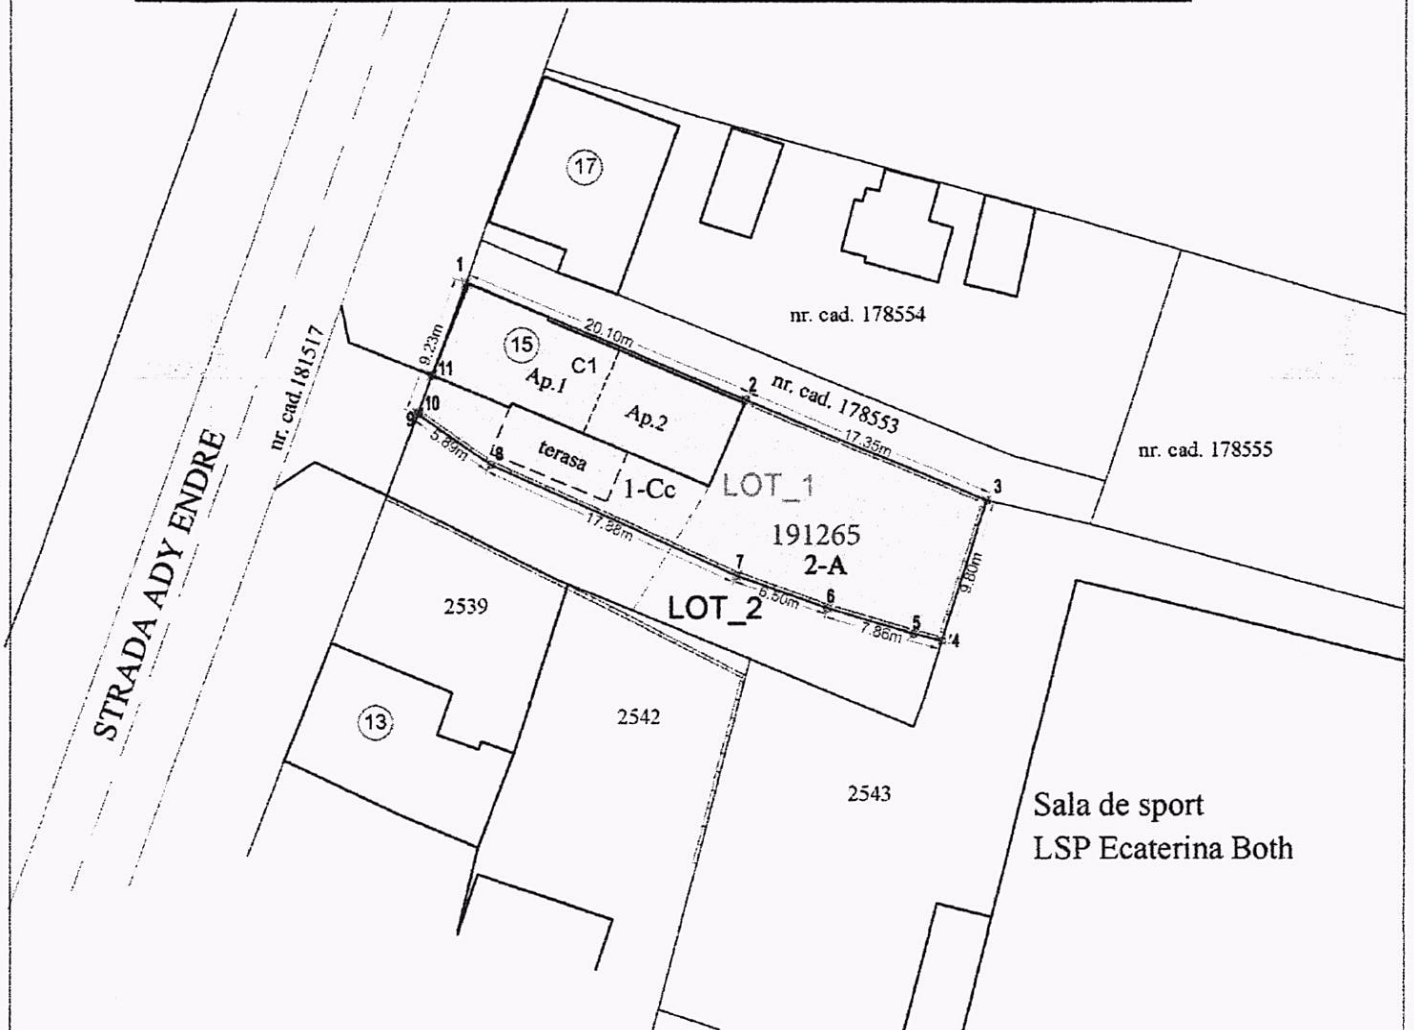 17
nr. cad. 178554
1
20.10m
9.23m
15
C1
Ap.1
11
2
nr. cad. 178553
17.35m
Ap.2
nr. cad. 181517
10
9
5.89m
8
terasa
1-Cc
LOT_1
3
nr. cad. 178555
17.88m
191265
2-A
9.80m
7
6.50m
6
7.86m
5
4
LOT_2
STRADA ADY ENDRE
2539
13
2542
2543
Sala de sport
LSP Ecaterina Both